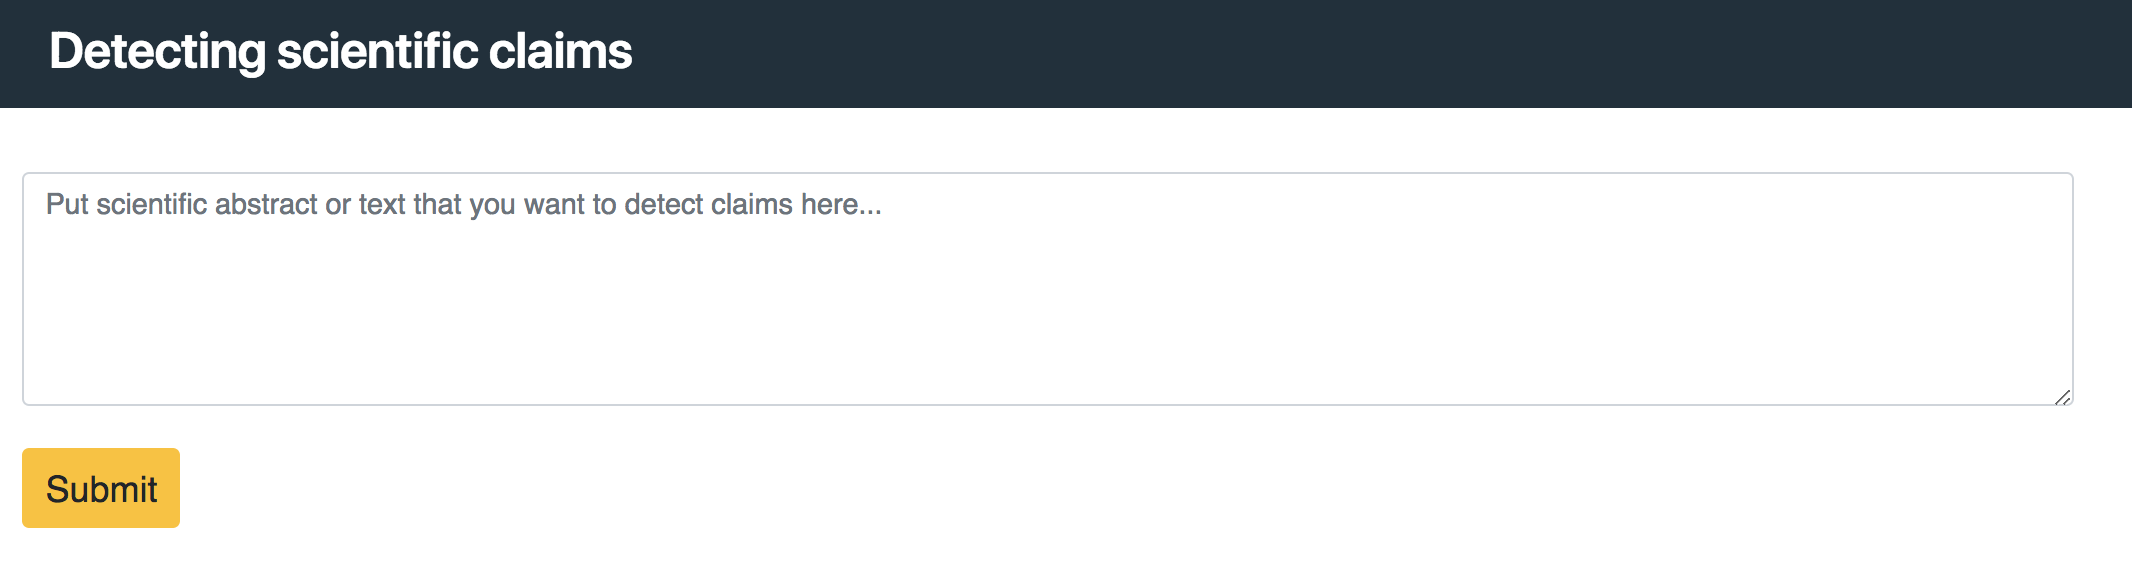 Detecting scientific claims
Put scientific abstract or text that you want to detect claims here...
Submit